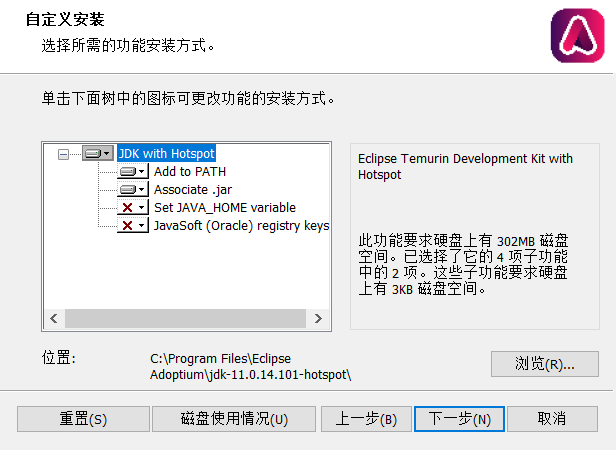 自定义安装
选择所需的功能安装方式。
单击下面树中的图标可更改功能的安装方式。
JDK with Hotspot
Add to PATH
Associate .jar
Set JAVA_HOME variable
JavaSoft (Oracle) registry keys
Eclipse Temurin Development Kit with
Hotspot
此功能要求硬盘上有 302MB 磁盘
空间。已选择了它的 4 项子功能
中的 2 项。这些子功能要求硬盘
上有 3KB 磁盘空间。
位置:
C:\Program Files\Eclipse
Adoptium\jdk-11.0.14.101-hotspot\
浏览(R)...
重置(S)
磁盘使用情况(U)
上一步(B)
下一步(N)
取消